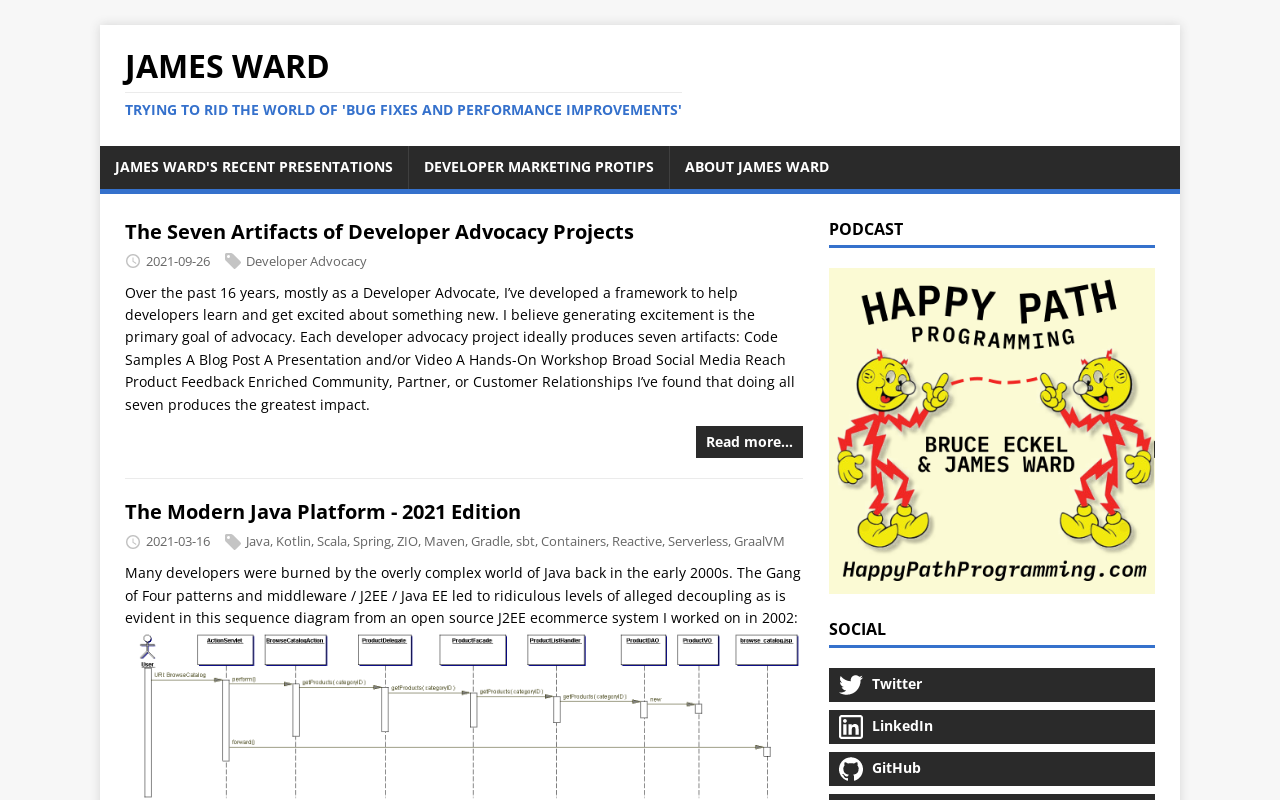 JAMES WARD
TRYING TO RID THE WORLD OF 'BUG FIXES AND PERFORMANCE IMPROVEMENTS'
JAMES WARD'S RECENT PRESENTATIONS
DEVELOPER MARKETING PROTIPS
ABOUT JAMES WARD
The Seven Artifacts of Developer Advocacy Projects
2021-09-26
Developer Advocacy
Over the past 16 years, mostly as a Developer Advocate, I’ve developed a framework to help
developers learn and get excited about something new. I believe generating excitement is the
primary goal of advocacy. Each developer advocacy project ideally produces seven artifacts: Code
Samples A Blog Post A Presentation and/or Video A Hands-On Workshop Broad Social Media Reach
Product Feedback Enriched Community, Partner, or Customer Relationships I’ve found that doing all
seven produces the greatest impact.
Read more...
The Modern Java Platform - 2021 Edition
2021-03-16
Java, Kotlin, Scala, Spring, ZIO, Maven, Gradle, sbt, Containers, Reactive, Serverless, GraalVM
Many developers were burned by the overly complex world of Java back in the early 2000s. The Gang
of Four patterns and middleware / J2EE / Java EE led to ridiculous levels of alleged decoupling as is
evident in this sequence diagram from an open source J2EE ecommerce system I worked on in 2002:
User
ActionServlet
BrowseCatalogAction
ProductDelegate
ProductFacade
ProductListHandler
ProductDAO
ProductVO
browse_catalog.jsp
URL BrowseCatalog
perform()
getProducts( categoryID )
getProducts( categoryID )
getProducts( categoryID )
getProducts( categoryID )
new
forward()
PODCAST
HAPPY PATH
PROGRAMMING
BRUCE ECKEL
& JAMES WARD
HappyPathProgramming.com
SOCIAL
Twitter
LinkedIn
GitHub